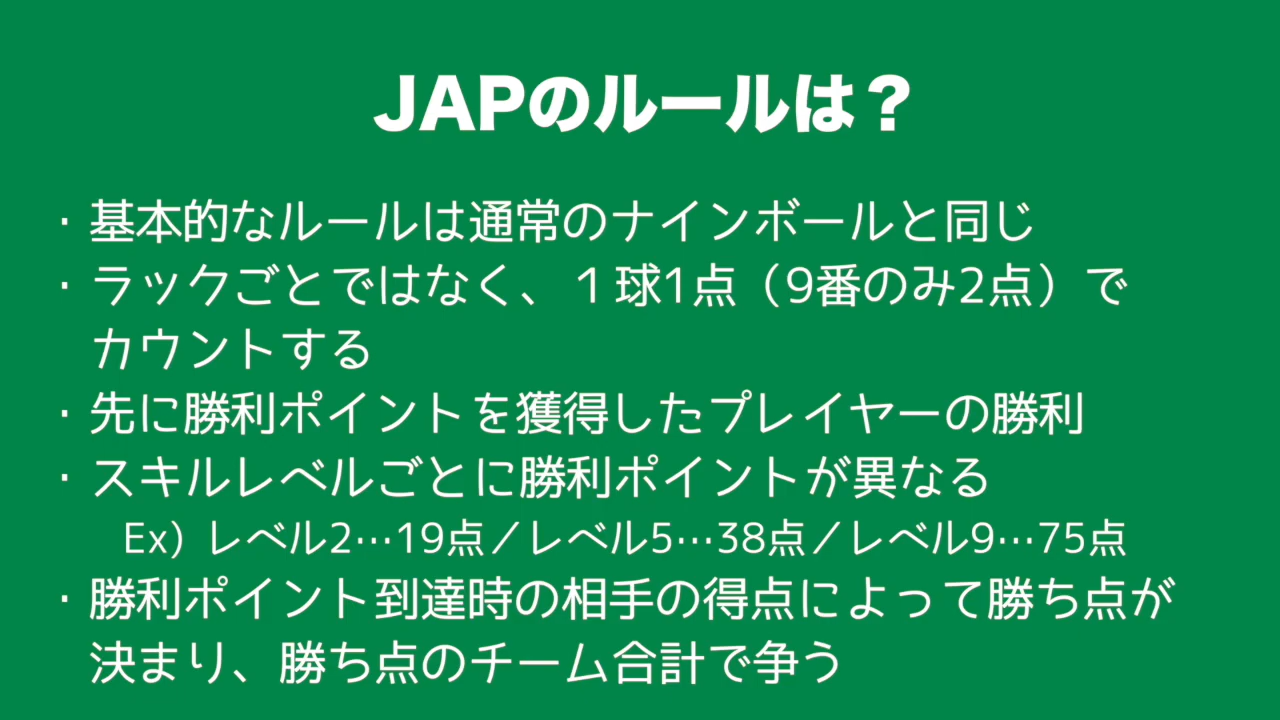 JAPのルールは？
・基本的なルールは通常のナインボールと同じ
・ラックごとではなく、１球1点（9番のみ2点）で
カウントする
・先に勝利ポイントを獲得したプレイヤーの勝利
・スキルレベルごとに勝利ポイントが異なる
Ex）レベル2…19点／レベル5…38点／レベル9…75点
・勝利ポイント到達時の相手の得点によって勝ち点が
決まり、勝ち点のチーム合計で争う